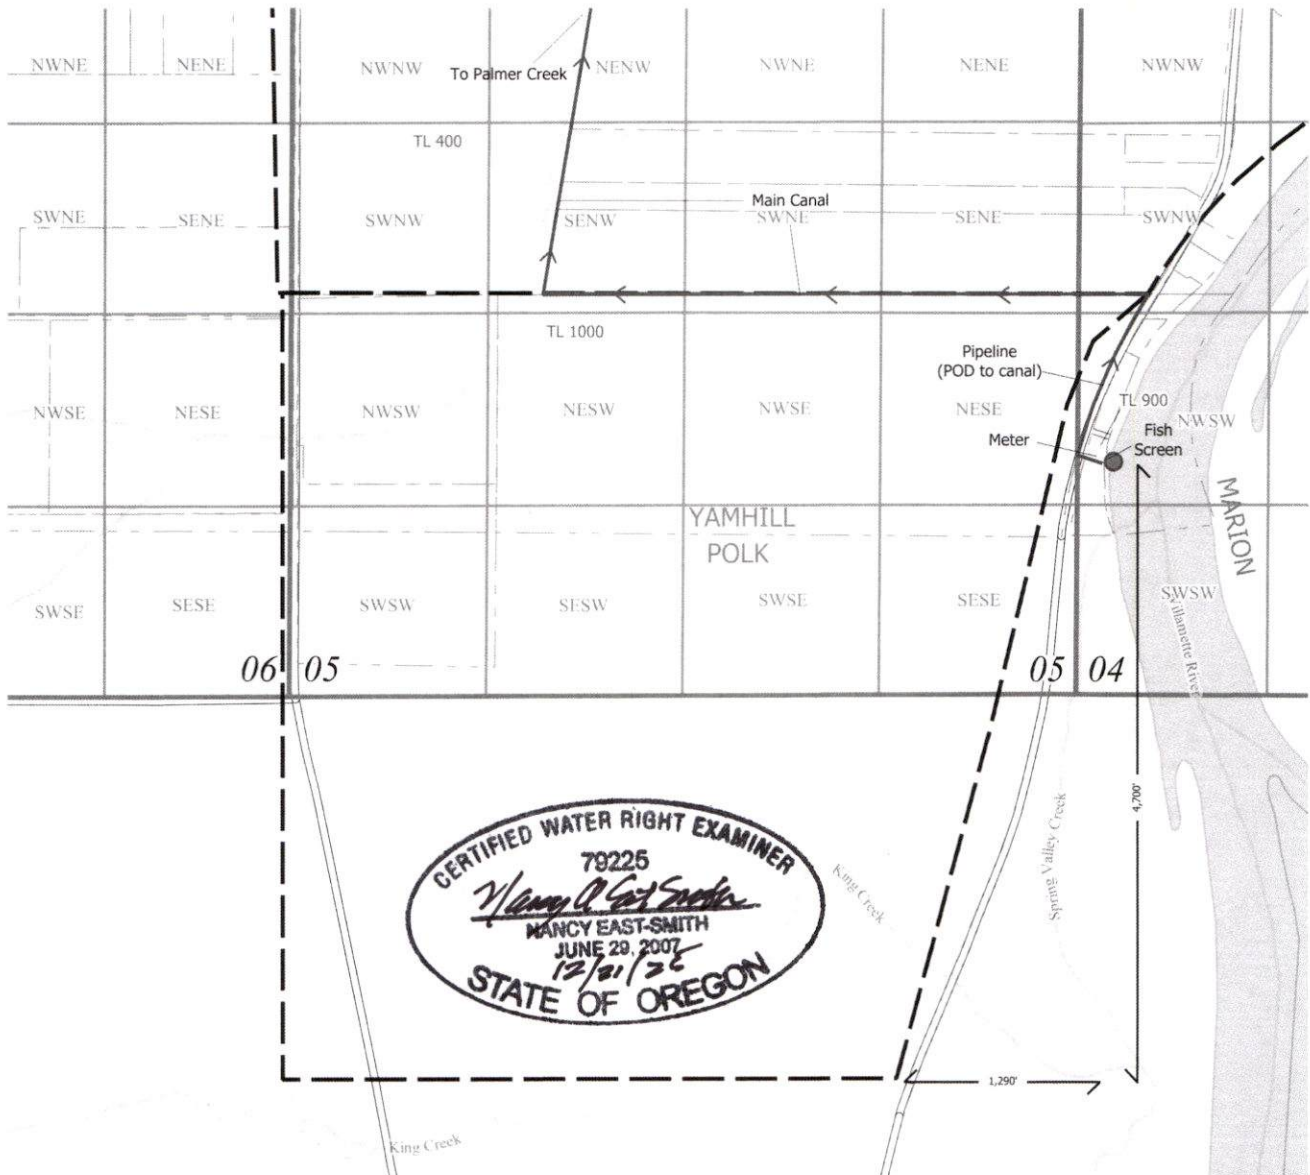 NWNE
NENE
NWNW
To Palmer Creek
NENW
NWNE
NENE
NWNW
TL 400
SWNE
SENE
SWNW
SENW
Main Canal
SWNE
SENE
SWNW
TL 1000
Pipeline
(POD to canal)
TL 900
NWSE
NESE
NWSW
NESW
NWSE
NESE
NWSW
Meter
Fish
Screen
MARION
YAMHILL
POLK
SWSE
SESE
SWSW
SESW
SWSE
SESE
SWSW
Willamette River
06
05
05
04
4,700'
Spring Valley Creek
King Creek
CERTIFIED WATER RIGHT EXAMINER
79225
NANCY EAST-SMITH
JUNE 29, 2007
STATE OF OREGON
1,290'
King Creek